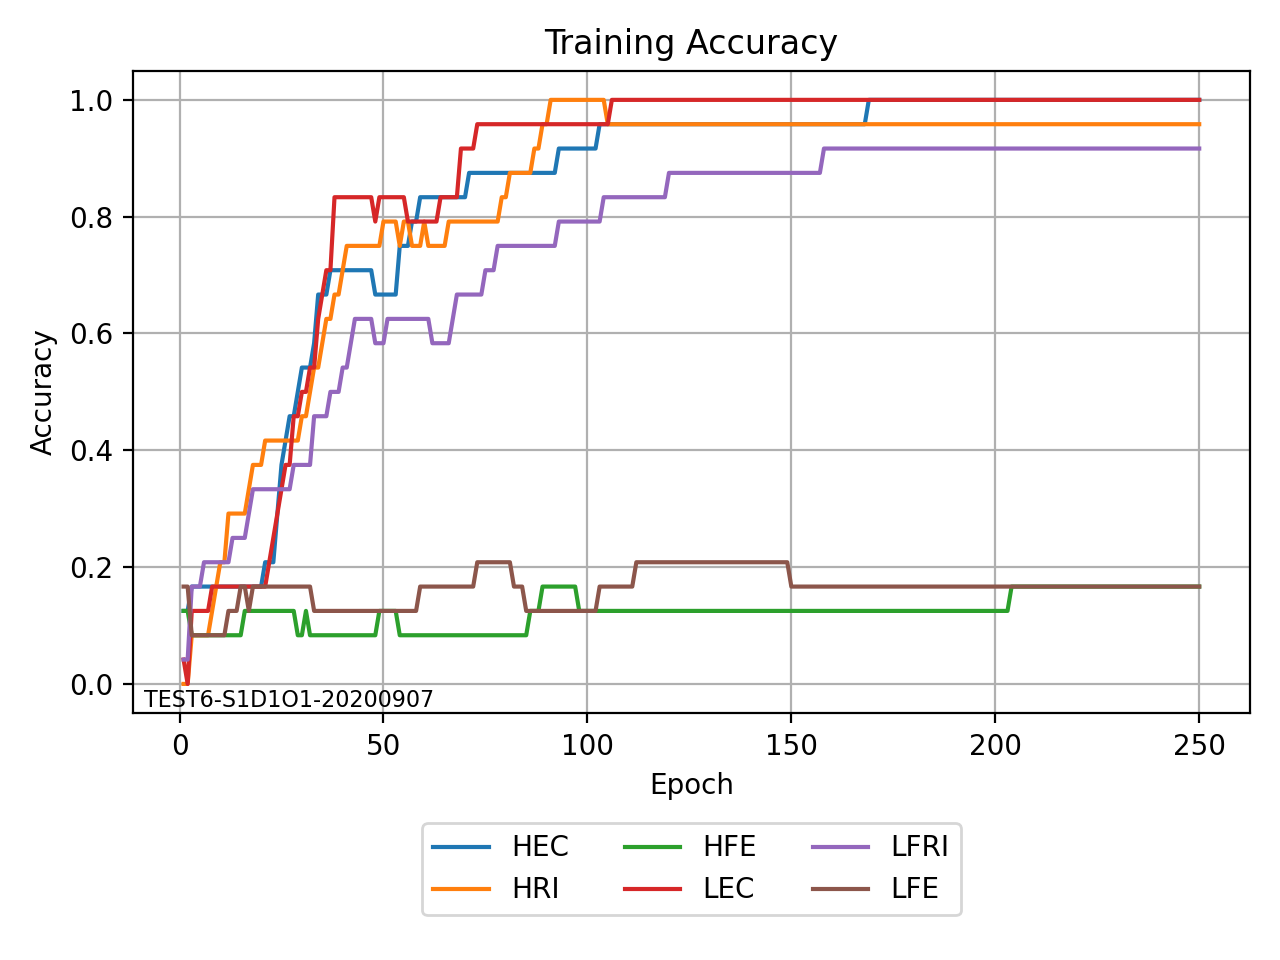 Training Accuracy
1.0
0.8
0.6
0.4
0.2
0.0
Accuracy
TEST6-S1D1O1-20200907
0 50 100 150 200 250
Epoch
HEC HFE LFRI
HRI LEC LFE